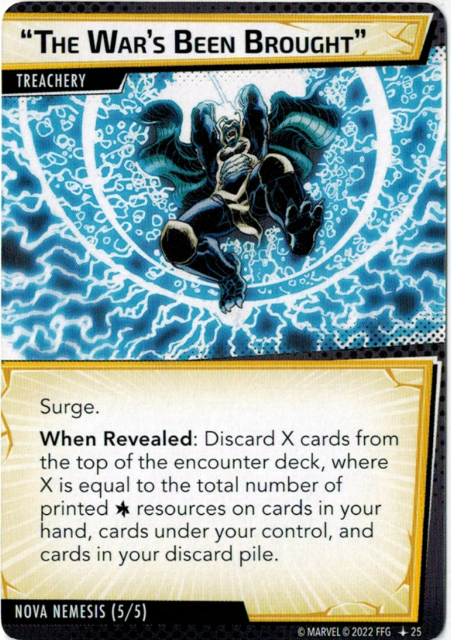 “The War’s Been Brought”
TREACHERY
Surge.
When Revealed: Discard X cards from
the top of the encounter deck, where
X is equal to the total number of
printed resources on cards in your
hand, cards under your control, and
cards in your discard pile.
NOVA NEMESIS (5/5)
© MARVEL © 2022 FFG 25